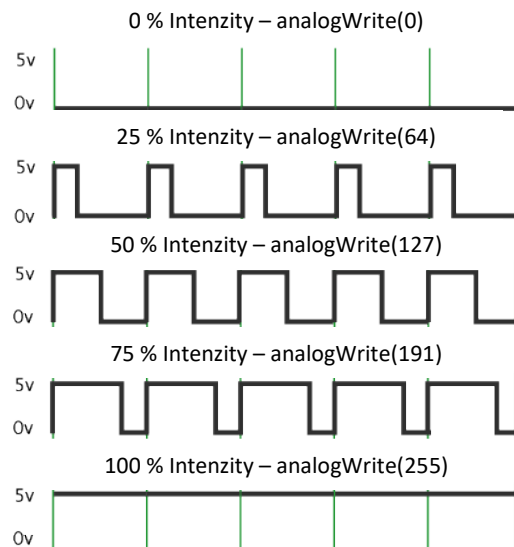 0 % Intenzity – analogWrite(0)
5v
0v
25 % Intenzity – analogWrite(64)
5v
0v
50 % Intenzity – analogWrite(127)
5v
0v
75 % Intenzity – analogWrite(191)
5v
0v
100 % Intenzity – analogWrite(255)
5v
0v